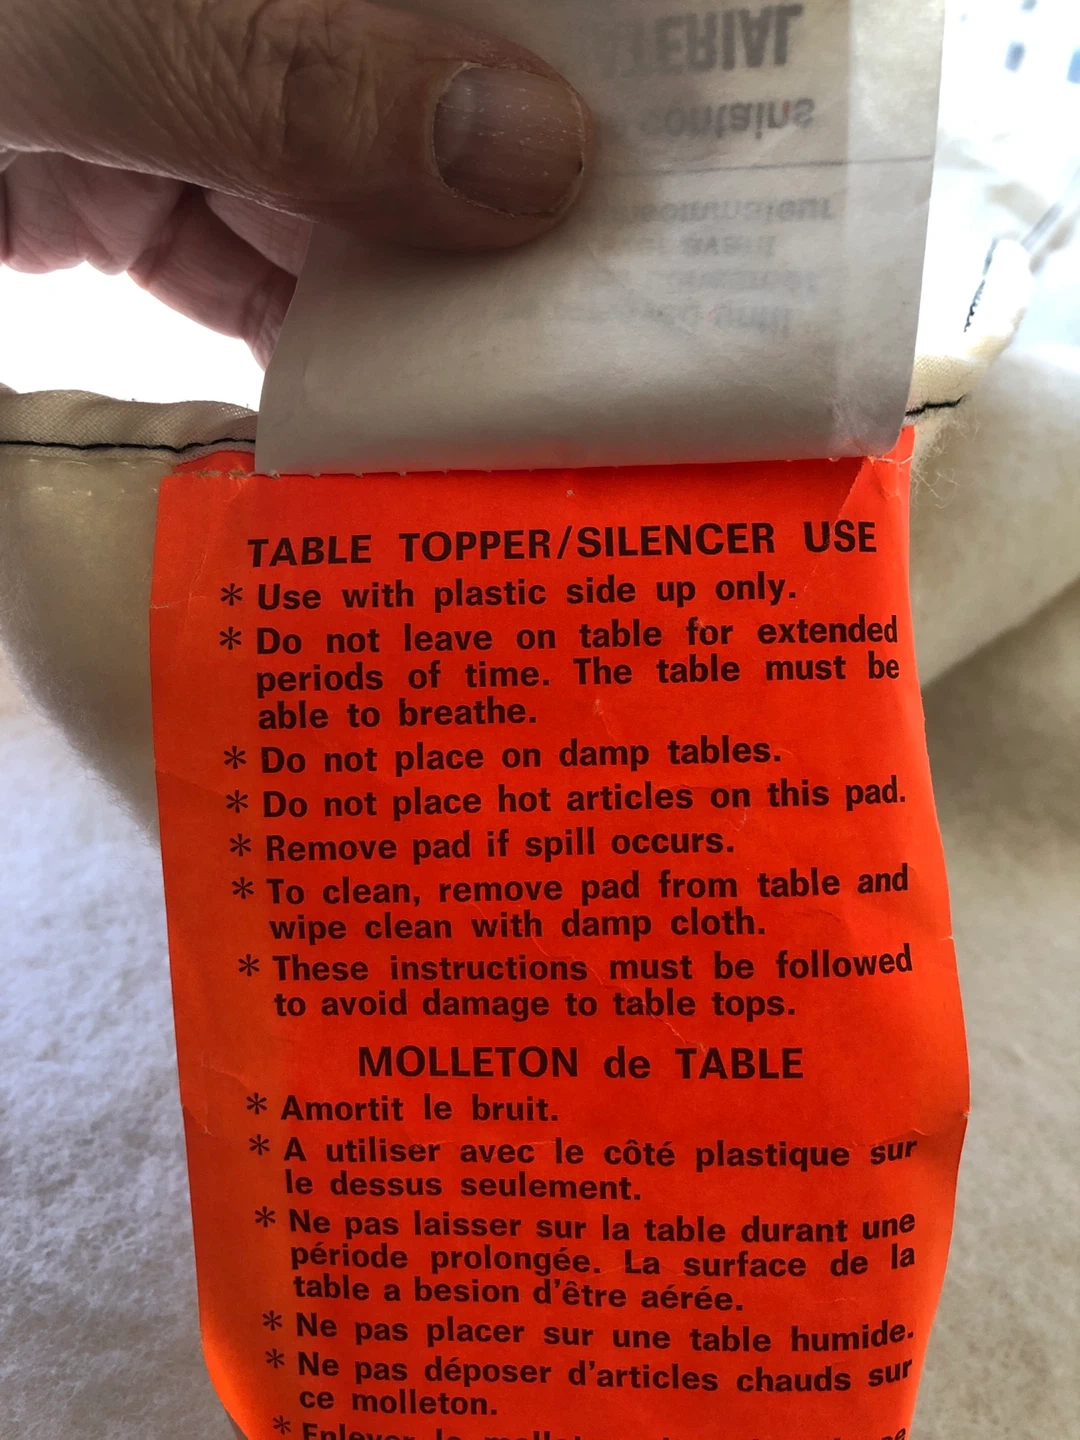 TERIAL
contains
avant
until
TABLE TOPPER/SILENCER USE
* Use with plastic side up only.
* Do not leave on table for extended
periods of time. The table must be
able to breathe.
* Do not place on damp tables.
* Do not place hot articles on this pad.
* Remove pad if spill occurs.
* To clean, remove pad from table and
wipe clean with damp cloth.
* These instructions must be followed
to avoid damage to table tops.
MOLLETON de TABLE
* Amortit le bruit.
* A utiliser avec le côté plastique sur
le dessus seulement.
* Ne pas laisser sur la table durant une
période prolongée. La surface de la
table a besion d'être aérée.
* Ne pas placer sur une table humide.
* Ne pas déposer d'articles chauds sur
ce molleton.
* Enlever le